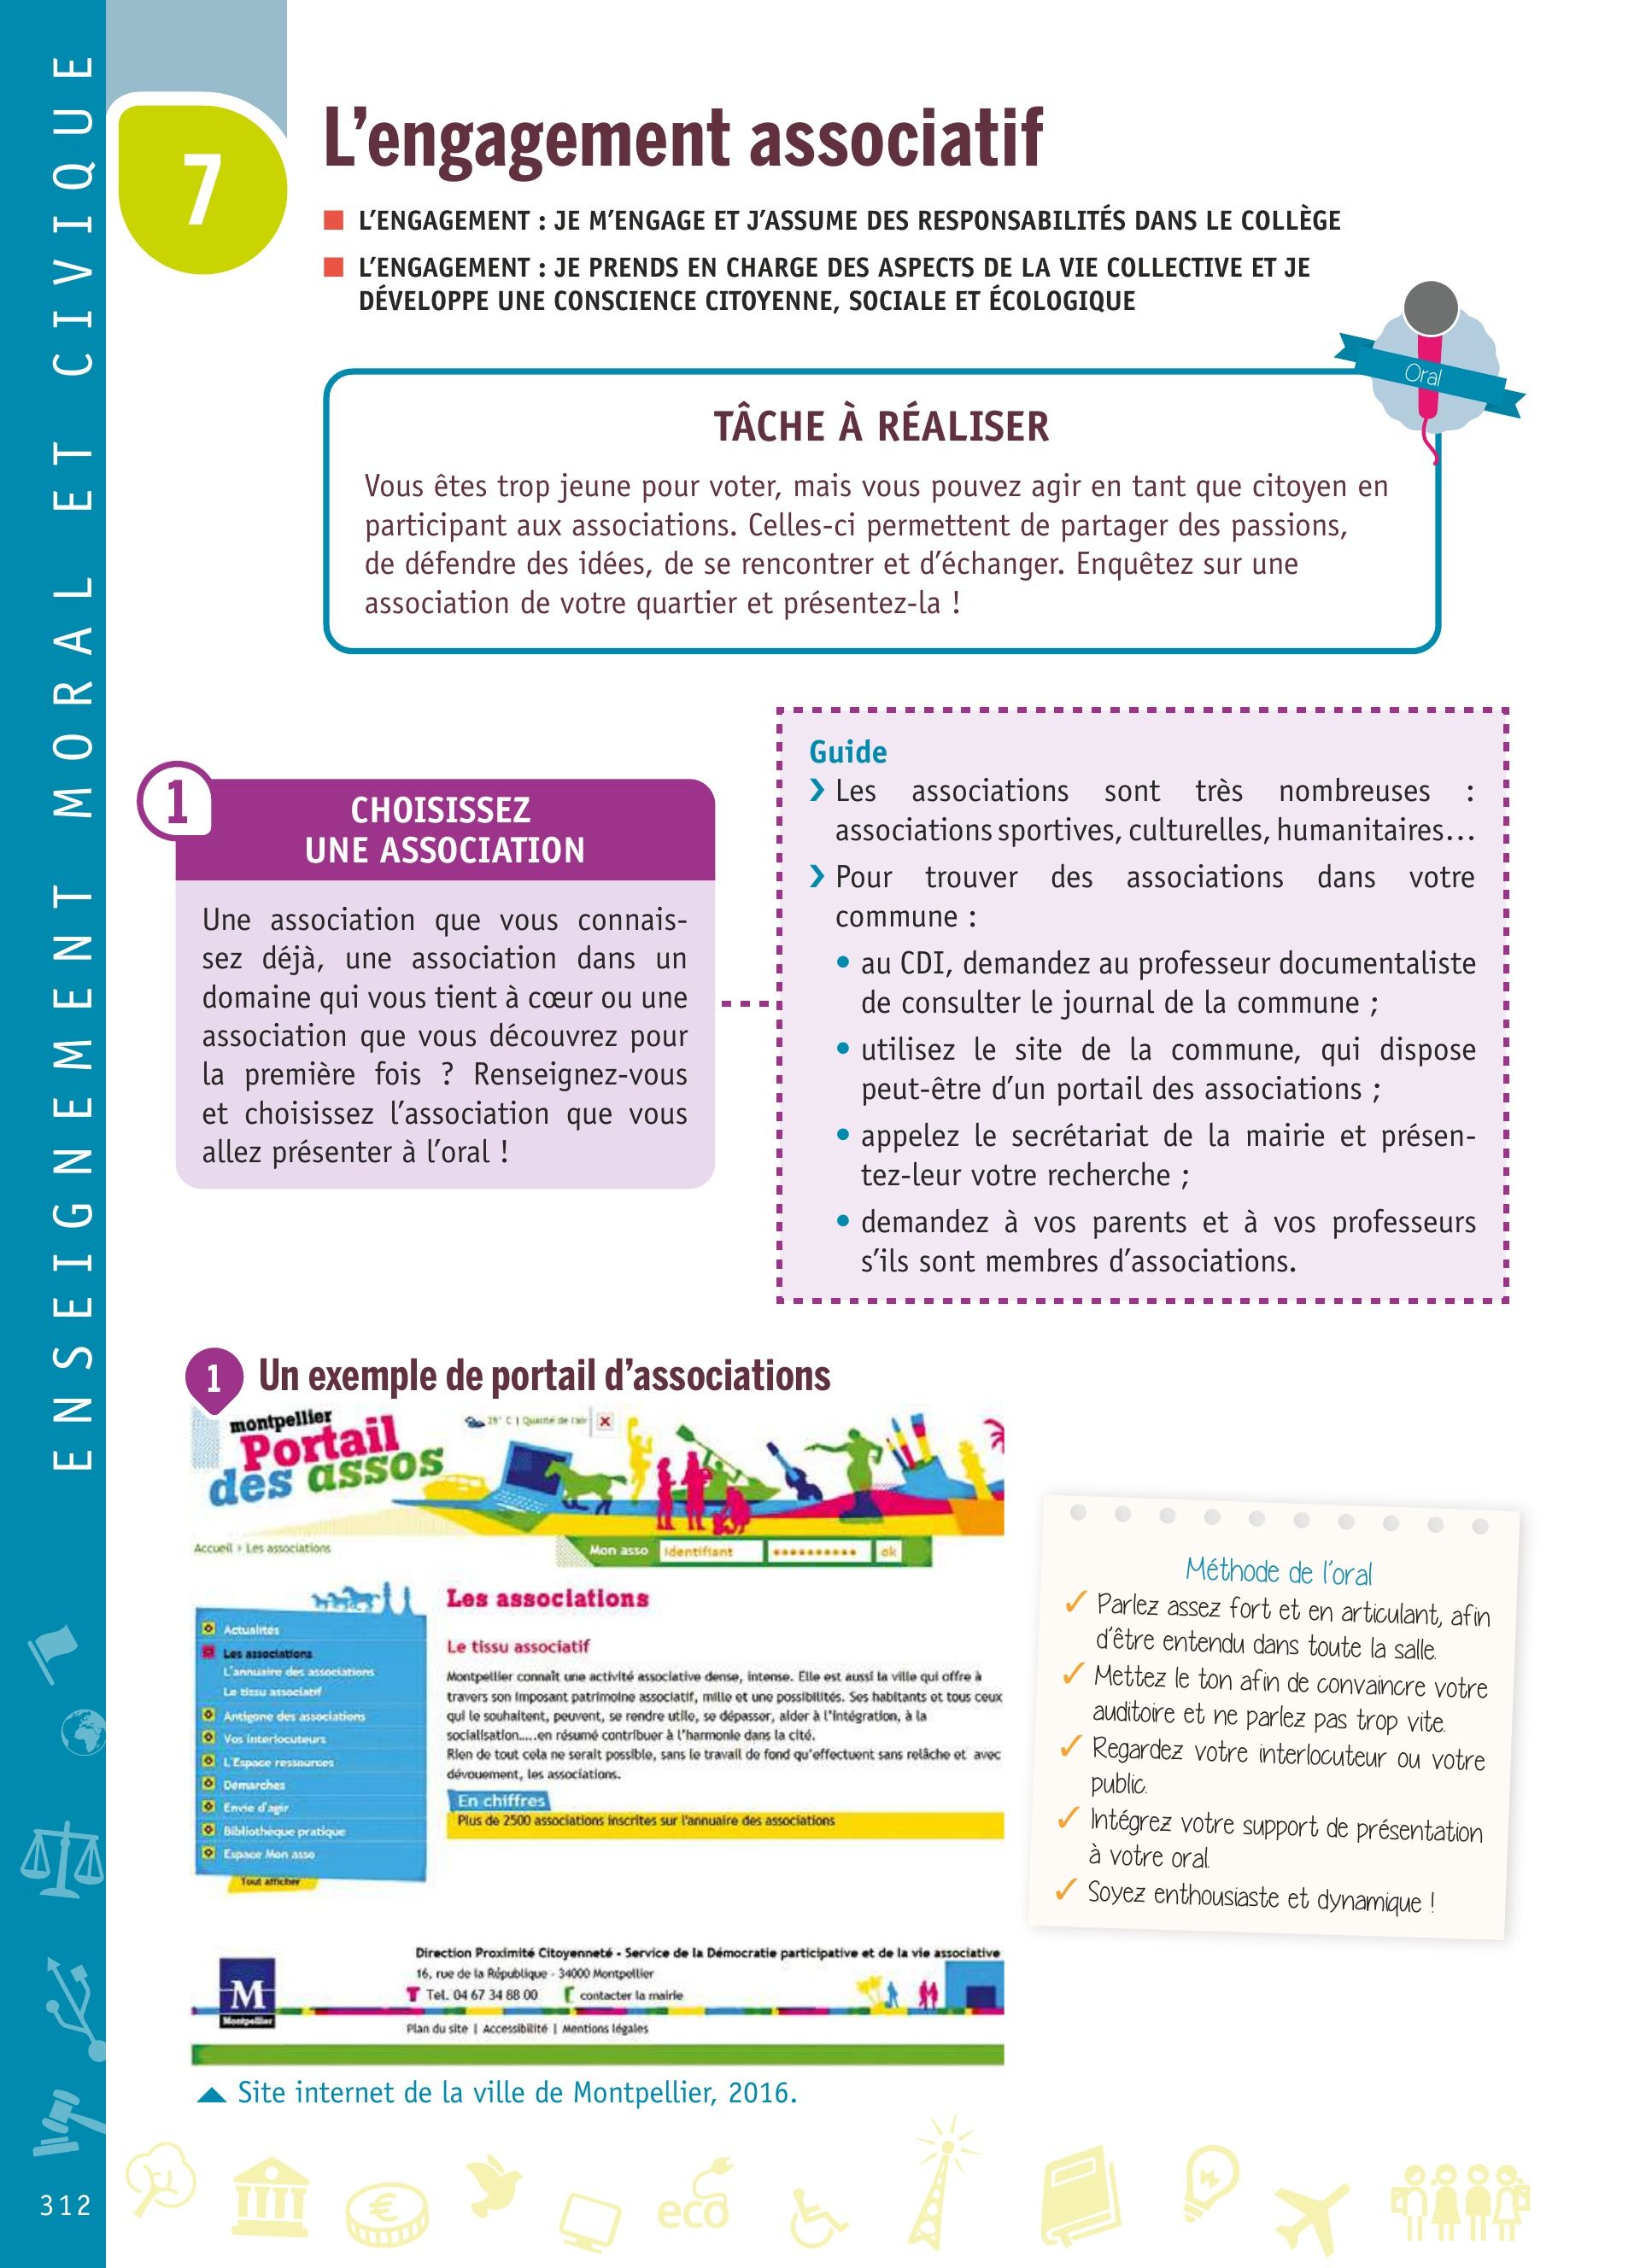 ENSEIGNEMENT MORAL ET CIVIQUE
7
L'engagement associatif
L'ENGAGEMENT : JE M'ENGAGE ET J'ASSUME DES RESPONSABILITÉS DANS LE COLLÈGE
L'ENGAGEMENT : JE PRENDS EN CHARGE DES ASPECTS DE LA VIE COLLECTIVE ET JE
DÉVELOPPE UNE CONSCIENCE CITOYENNE, SOCIALE ET ÉCOLOGIQUE
Oral
TÂCHE À RÉALISER
Vous êtes trop jeune pour voter, mais vous pouvez agir en tant que citoyen en
participant aux associations. Celles-ci permettent de partager des passions,
de défendre des idées, de se rencontrer et d'échanger. Enquêtez sur une
association de votre quartier et présentez-la !
1
CHOISISSEZ
UNE ASSOCIATION
Une association que vous connais-
sez déjà, une association dans un
domaine qui vous tient à cœur ou une
association que vous découvrez pour
la première fois ? Renseignez-vous
et choisissez l'association que vous
allez présenter à l'oral !
Guide
❯ Les associations sont très nombreuses :
associations sportives, culturelles, humanitaires...
❯ Pour trouver des associations dans votre
commune :
• au CDI, demandez au professeur documentaliste
de consulter le journal de la commune ;
• utilisez le site de la commune, qui dispose
peut-être d'un portail des associations ;
• appelez le secrétariat de la mairie et présen-
tez-leur votre recherche ;
• demandez à vos parents et à vos professeurs
s'ils sont membres d'associations.
1 Un exemple de portail d'associations
montpellier
Portail
des assos
28° C | Qualité de l'air
Accueil > Les associations
Mon asso Identifiant •••••••••• ok
Actualités
Les associations
L'annuaire des associations
Le tissu associatif
Antigone des associations
Vos interlocuteurs
L'Espace ressources
Démarches
Envie d'agir
Bibliothèque pratique
Espace Mon asso
Tout afficher
Les associations
Le tissu associatif
Montpellier connaît une activité associative dense, intense. Elle est aussi la ville qui offre à
travers son imposant patrimoine associatif, mille et une possibilités. Ses habitants et tous ceux
qui le souhaitent, peuvent, se rendre utile, se dépasser, aider à l'intégration, à la
socialisation.....en résumé contribuer à l'harmonie dans la cité.
Rien de tout cela ne serait possible, sans le travail de fond qu'effectuent sans relâche et avec
dévouement, les associations.
En chiffres
Plus de 2500 associations inscrites sur l'annuaire des associations
M
Montpellier
Direction Proximité Citoyenneté - Service de la Démocratie participative et de la vie associative
16, rue de la République - 34000 Montpellier
Tel. 04 67 34 88 00 contacter la mairie
Plan du site | Accessibilité | Mentions légales
Site internet de la ville de Montpellier, 2016.
Méthode de l'oral
✓ Parlez assez fort et en articulant, afin
d'être entendu dans toute la salle.
✓ Mettez le ton afin de convaincre votre
auditoire et ne parlez pas trop vite.
✓ Regardez votre interlocuteur ou votre
public.
✓ Intégrez votre support de présentation
à votre oral.
✓ Soyez enthousiaste et dynamique !
€
eco
312